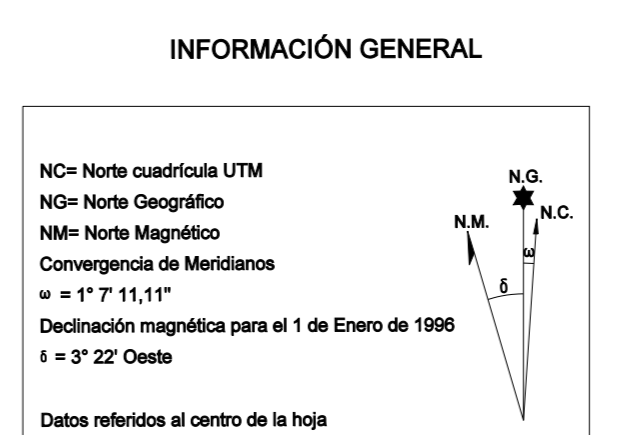 INFORMACIÓN GENERAL
NC= Norte cuadrícula UTM
NG= Norte Geográfico
NM= Norte Magnético
Convergencia de Meridianos
ω = 1° 7' 11,11"
Declinación magnética para el 1 de Enero de 1996
δ = 3° 22' Oeste
Datos referidos al centro de la hoja
N.G.
N.C.
N.M.
ω
δ